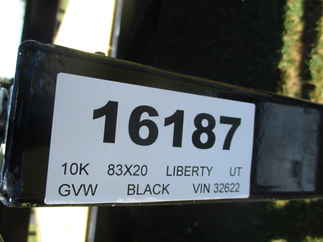 16187
10K 83X20 LIBERTY UT
GVW BLACK VIN 32622